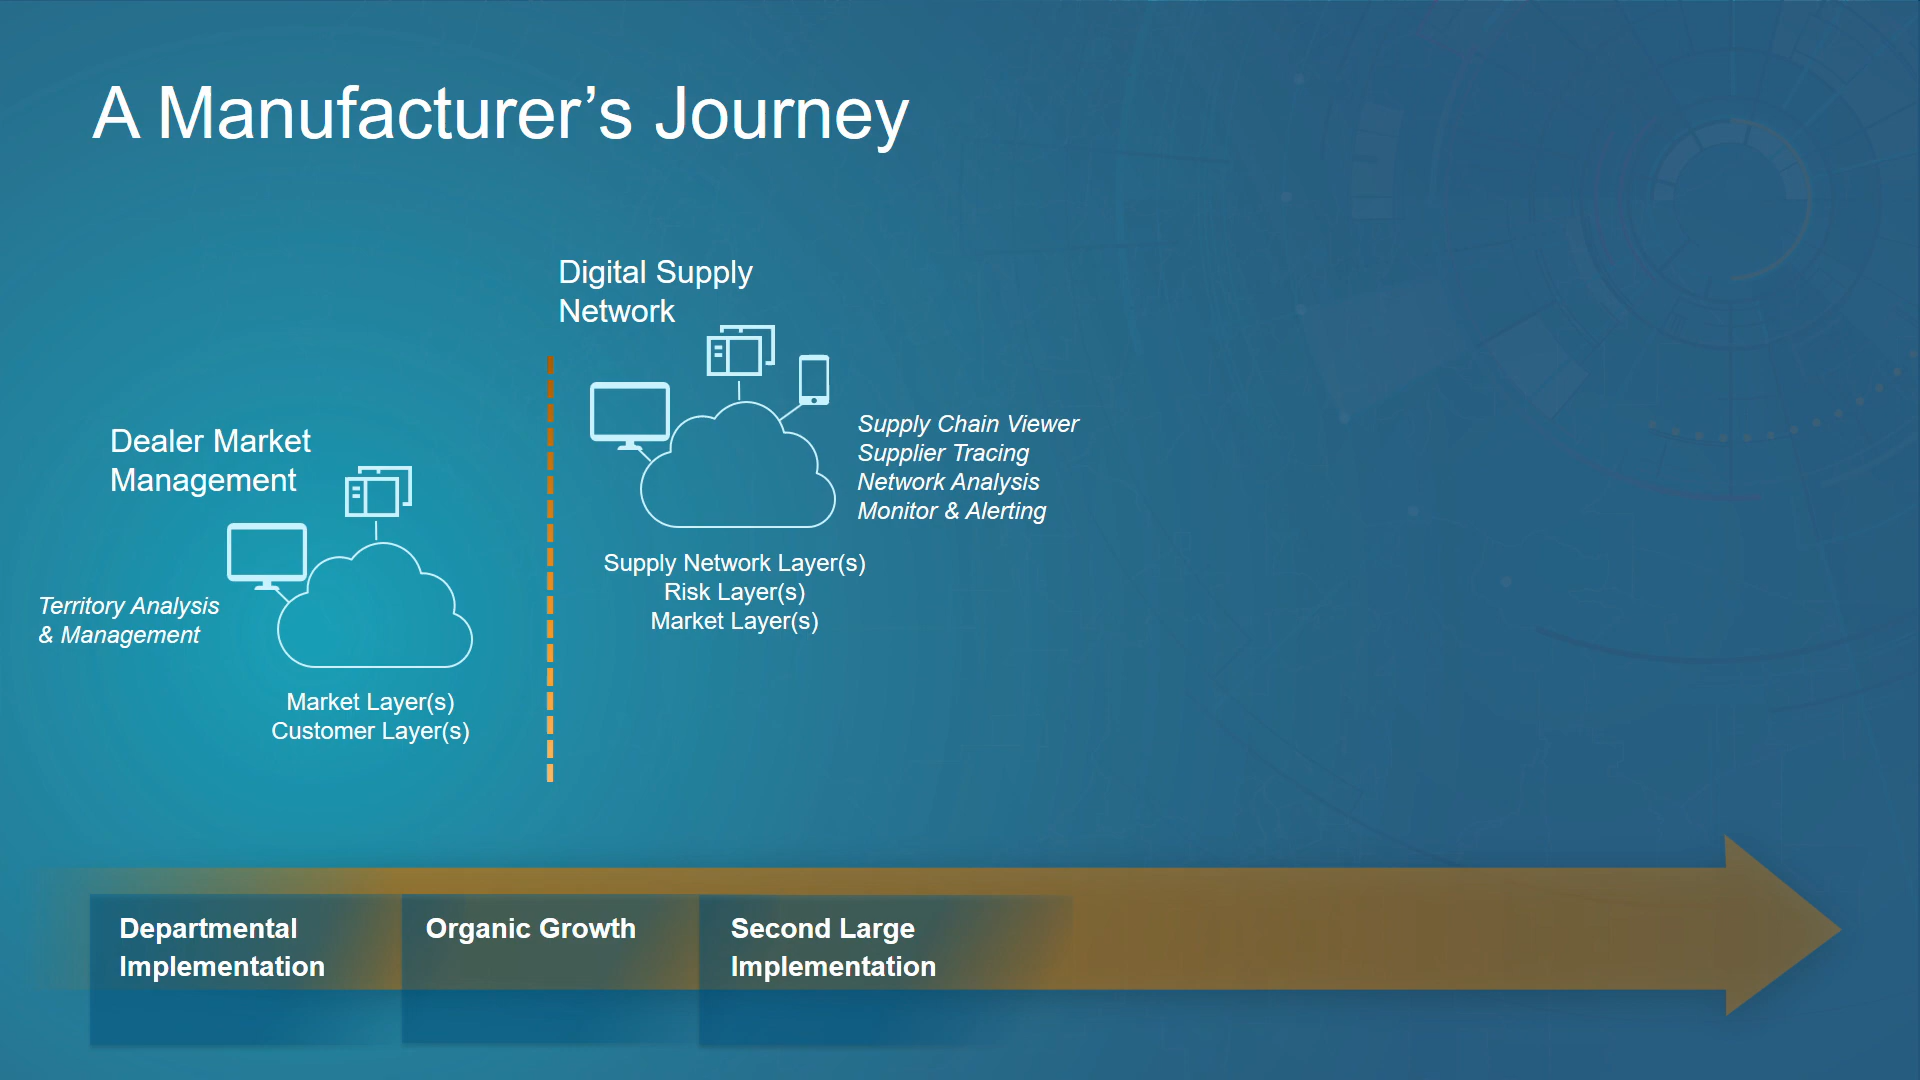 A Manufacturer’s Journey
Dealer Market
Management
Territory Analysis
& Management
Market Layer(s)
Customer Layer(s)
Digital Supply
Network
Supply Chain Viewer
Supplier Tracing
Network Analysis
Monitor & Alerting
Supply Network Layer(s)
Risk Layer(s)
Market Layer(s)
Departmental
Implementation
Organic Growth
Second Large
Implementation